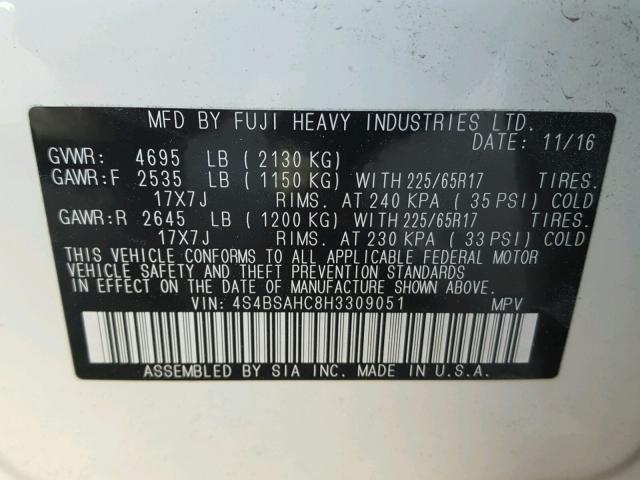 MFD BY FUJI HEAVY INDUSTRIES LTD.
DATE: 11/16
GVWR: 4695 LB ( 2130 KG)
GAWR:F 2535 LB ( 1150 KG) WITH 225/65R17 TIRES.
17X7J RIMS. AT 240 KPA ( 35 PSI) COLD
GAWR:R 2645 LB ( 1200 KG) WITH 225/65R17 TIRES.
17X7J RIMS. AT 230 KPA ( 33 PSI) COLD
THIS VEHICLE CONFORMS TO ALL APPLICABLE FEDERAL MOTOR
VEHICLE SAFETY AND THEFT PREVENTION STANDARDS
IN EFFECT ON THE DATE OF MANUFACTURE SHOWN ABOVE.
VIN: 4S4BSAHC8H3309051 MPV
ASSEMBLED BY SIA INC. MADE IN U.S.A.